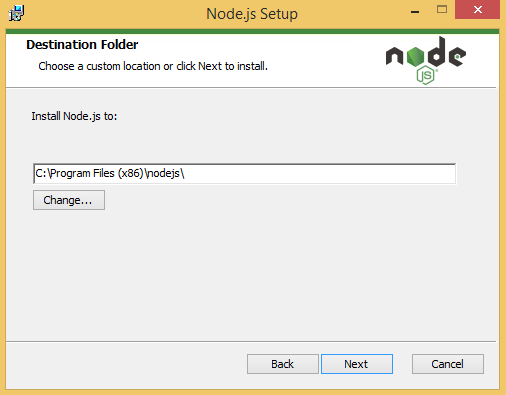 Node.js Setup
Destination Folder
Choose a custom location or click Next to install.
node
JS
Install Node.js to:
C:\Program Files (x86)\nodejs\
Change...
Back
Next
Cancel